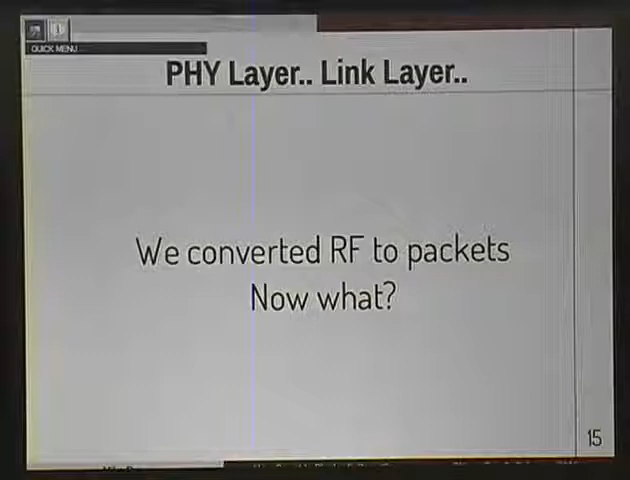 QUICK MENU
PHY Layer.. Link Layer..
We converted RF to packets
Now what?
15